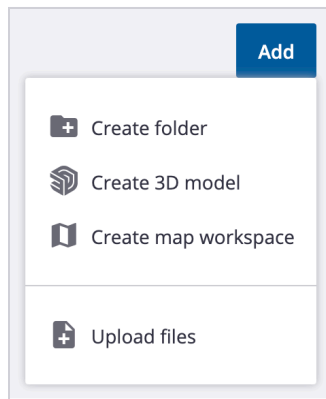 Add
Create folder
Create 3D model
Create map workspace
Upload files